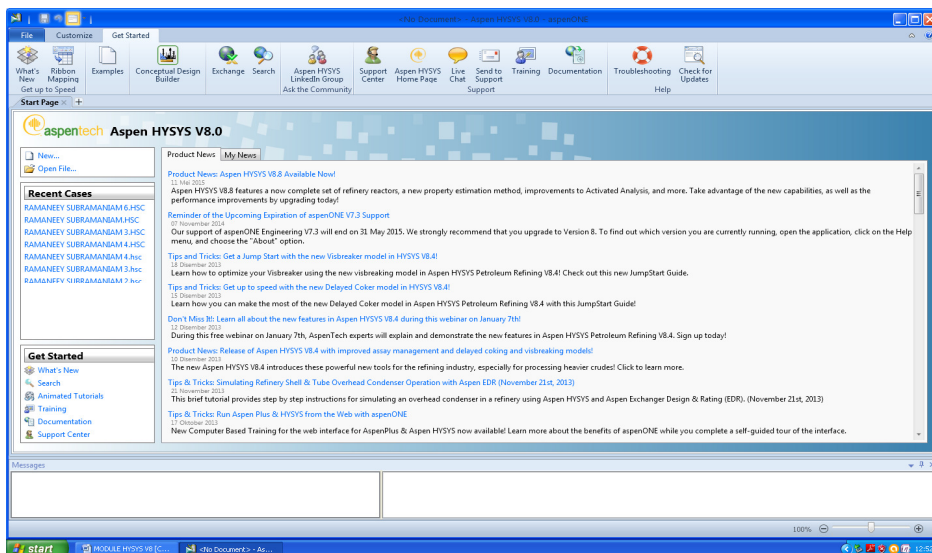 <No Document> - Aspen HYSYS V8.0 - aspenONE
File Customize Get Started
What's New
Ribbon Mapping
Examples
Conceptual Design Builder
Exchange
Search
Aspen HYSYS LinkedIn Group
Support Center
Aspen HYSYS Home Page
Live Chat
Send to Support
Training
Documentation
Troubleshooting
Check for Updates
Get up to Speed
Ask the Community
Support
Help
Start Page
aspentech Aspen HYSYS V8.0
New...
Open File...
Recent Cases
RAMANEEY SUBRAMANIAM 6.HSC
RAMANEEY SUBRAMANIAM.HSC
RAMANEEY SUBRAMANIAM 3.HSC
RAMANEEY SUBRAMANIAM 4.HSC
RAMANEEY SUBRAMANIAM 4.hsc
RAMANEEY SUBRAMANIAM 3.hsc
RAMANEEY SUBRAMANIAM 2.hsc
Get Started
What's New
Search
Animated Tutorials
Training
Documentation
Support Center
Product News My News
Product News: Aspen HYSYS V8.8 Available Now!
11 Mei 2015
Aspen HYSYS V8.8 features a now complete set of refinery reactors, a new property estimation method, improvements to Activated Analysis, and more. Take advantage of the new capabilities, as well as the
performance improvements by upgrading today!
Reminder of the Upcoming Expiration of aspenONE V7.3 Support
07 November 2014
Our support of aspenONE Engineering V7.3 will end on 31 May 2015. We strongly recommend that you upgrade to Version 8. To find out which version you are currently running, open the application, click on the Help
menu, and choose the "About" option.
Tips and Tricks: Get a Jump Start with the new Visbreaker model in HYSYS V8.4!
18 Disember 2013
Learn how to optimize your Visbreaker using the new visbreaking model in Aspen HYSYS Petroleum Refining V8.4! Check out this new JumpStart Guide.
Tips and Tricks: Get up to speed with the new Delayed Coker model in HYSYS V8.4!
15 Disember 2013
Learn how you can make the most of the new Delayed Coker model in Aspen HYSYS Petroleum Refining V8.4 with this JumpStart Guide!
Don't Miss It!: Learn all about the new features in Aspen HYSYS V8.4 during this webinar on January 7th!
12 Disember 2013
During this free webinar on January 7th, AspenTech experts will explain and demonstrate the new features in Aspen HYSYS Petroleum Refining V8.4. Sign up today!
Product News: Release of Aspen HYSYS V8.4 with improved assay management and delayed coking and visbreaking models!
10 Disember 2013
The new Aspen HYSYS V8.4 introduces these powerful new tools for the refining industry, especially for processing heavier crudes! Click to learn more.
Tips & Tricks: Simulating Refinery Shell & Tube Overhead Condenser Operation with Aspen EDR (November 21st, 2013)
21 November 2013
This brief tutorial provides step by step instructions for simulating an overhead condenser in a refinery using Aspen HYSYS and Aspen Exchanger Design & Rating (EDR). (November 21st, 2013)
Tips & Tricks: Run Aspen Plus & HYSYS from the Web with aspenONE
17 Oktober 2013
New Computer Based Training for the web interface for AspenPlus & Aspen HYSYS now available! Learn more about the benefits of aspenONE while you complete a self-guided tour of the interface.
Messages
100%
start MODULE HYSYS V8 [C... <No Document> - As... 12:52